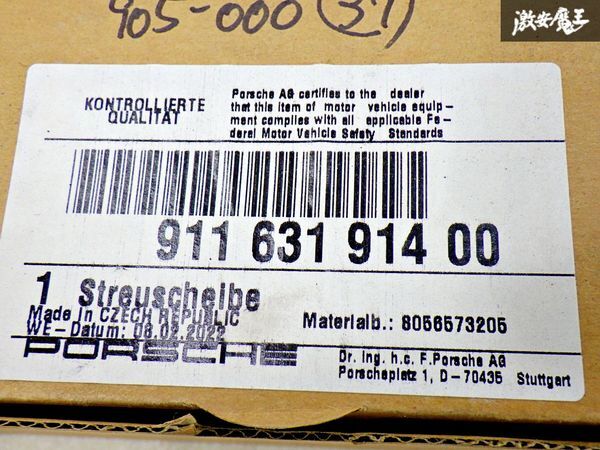 905-000 (31)
激安魔王
KONTROLLIERTE
QUALITÄT
Porsche AG certifies to the dealer
that this item of motor vehicle equip-
ment complies with all applicable Fe-
deral Motor Vehicle Safety Standards
911 631 914 00
1 Streuscheibe
Made in CZECH REPUBLIC
WE-Datum: 08.02.2022
Materialb.: 8056573205
PORSCHE
Dr. Ing. h.c. F.Porsche AG
Porscheplatz 1, D-70435 Stuttgart